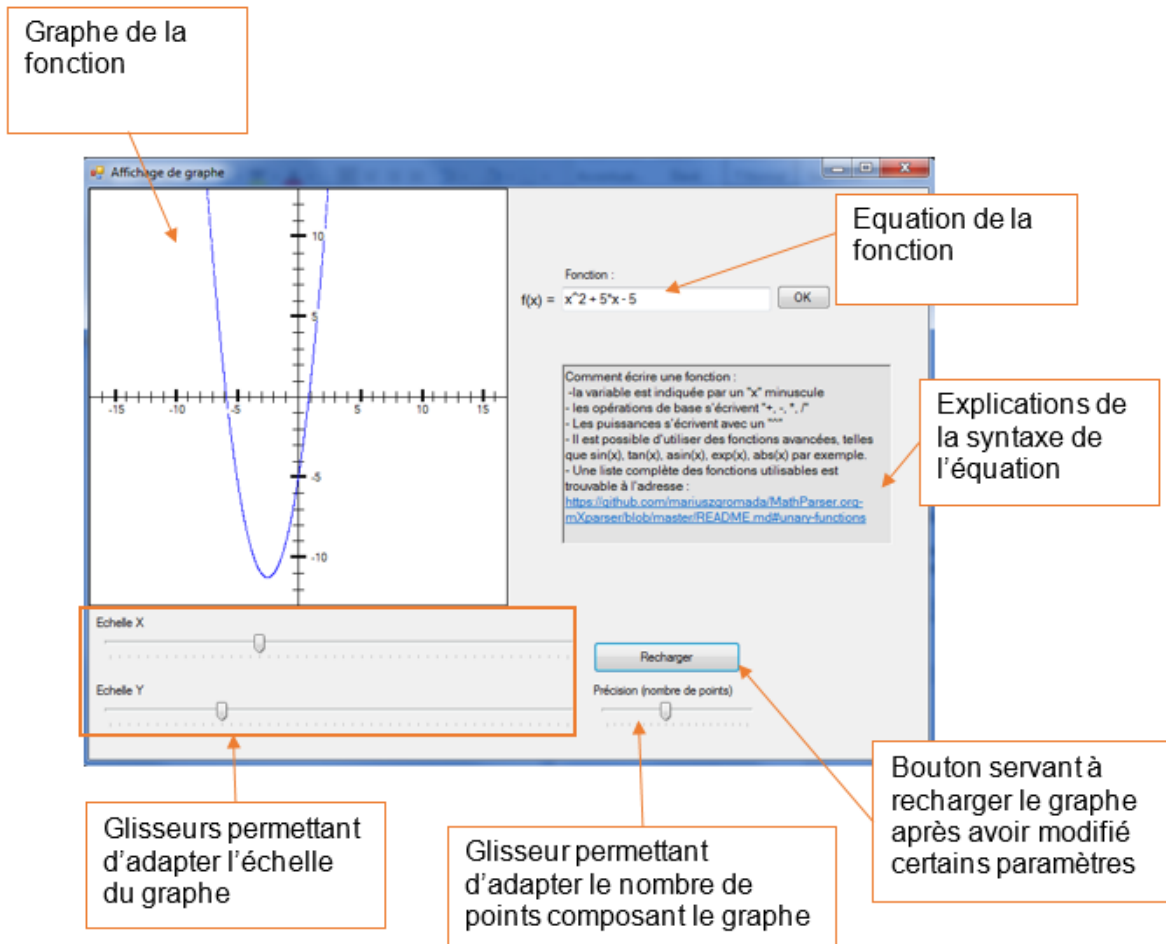 Graphe de la
fonction
Affichage de graphe
Equation de la
fonction
Fonction :
f(x) = x^2 + 5*x - 5
OK
10
5
-15
-10
-5
5
10
15
-5
-10
Comment écrire une fonction :
-la variable est indiquée par un "x" minuscule
- les opérations de base s'écrivent "+, -, *, /"
- Les puissances s'écrivent avec un "^"
- Il est possible d'utiliser des fonctions avancées, telles
que sin(x), tan(x), asin(x), exp(x), abs(x) par exemple.
- Une liste complète des fonctions utilisables est
trouvable à l'adresse :
https://github.com/mariuszgromada/MathParser.org-
mXparser/blob/master/README.md#unary-functions
Explications de
la syntaxe de
l'équation
Echelle X
Echelle Y
Recharger
Précision (nombre de points)
Glisseurs permettant
d'adapter l'échelle
du graphe
Glisseur permettant
d'adapter le nombre de
points composant le graphe
Bouton servant à
recharger le graphe
après avoir modifié
certains paramètres